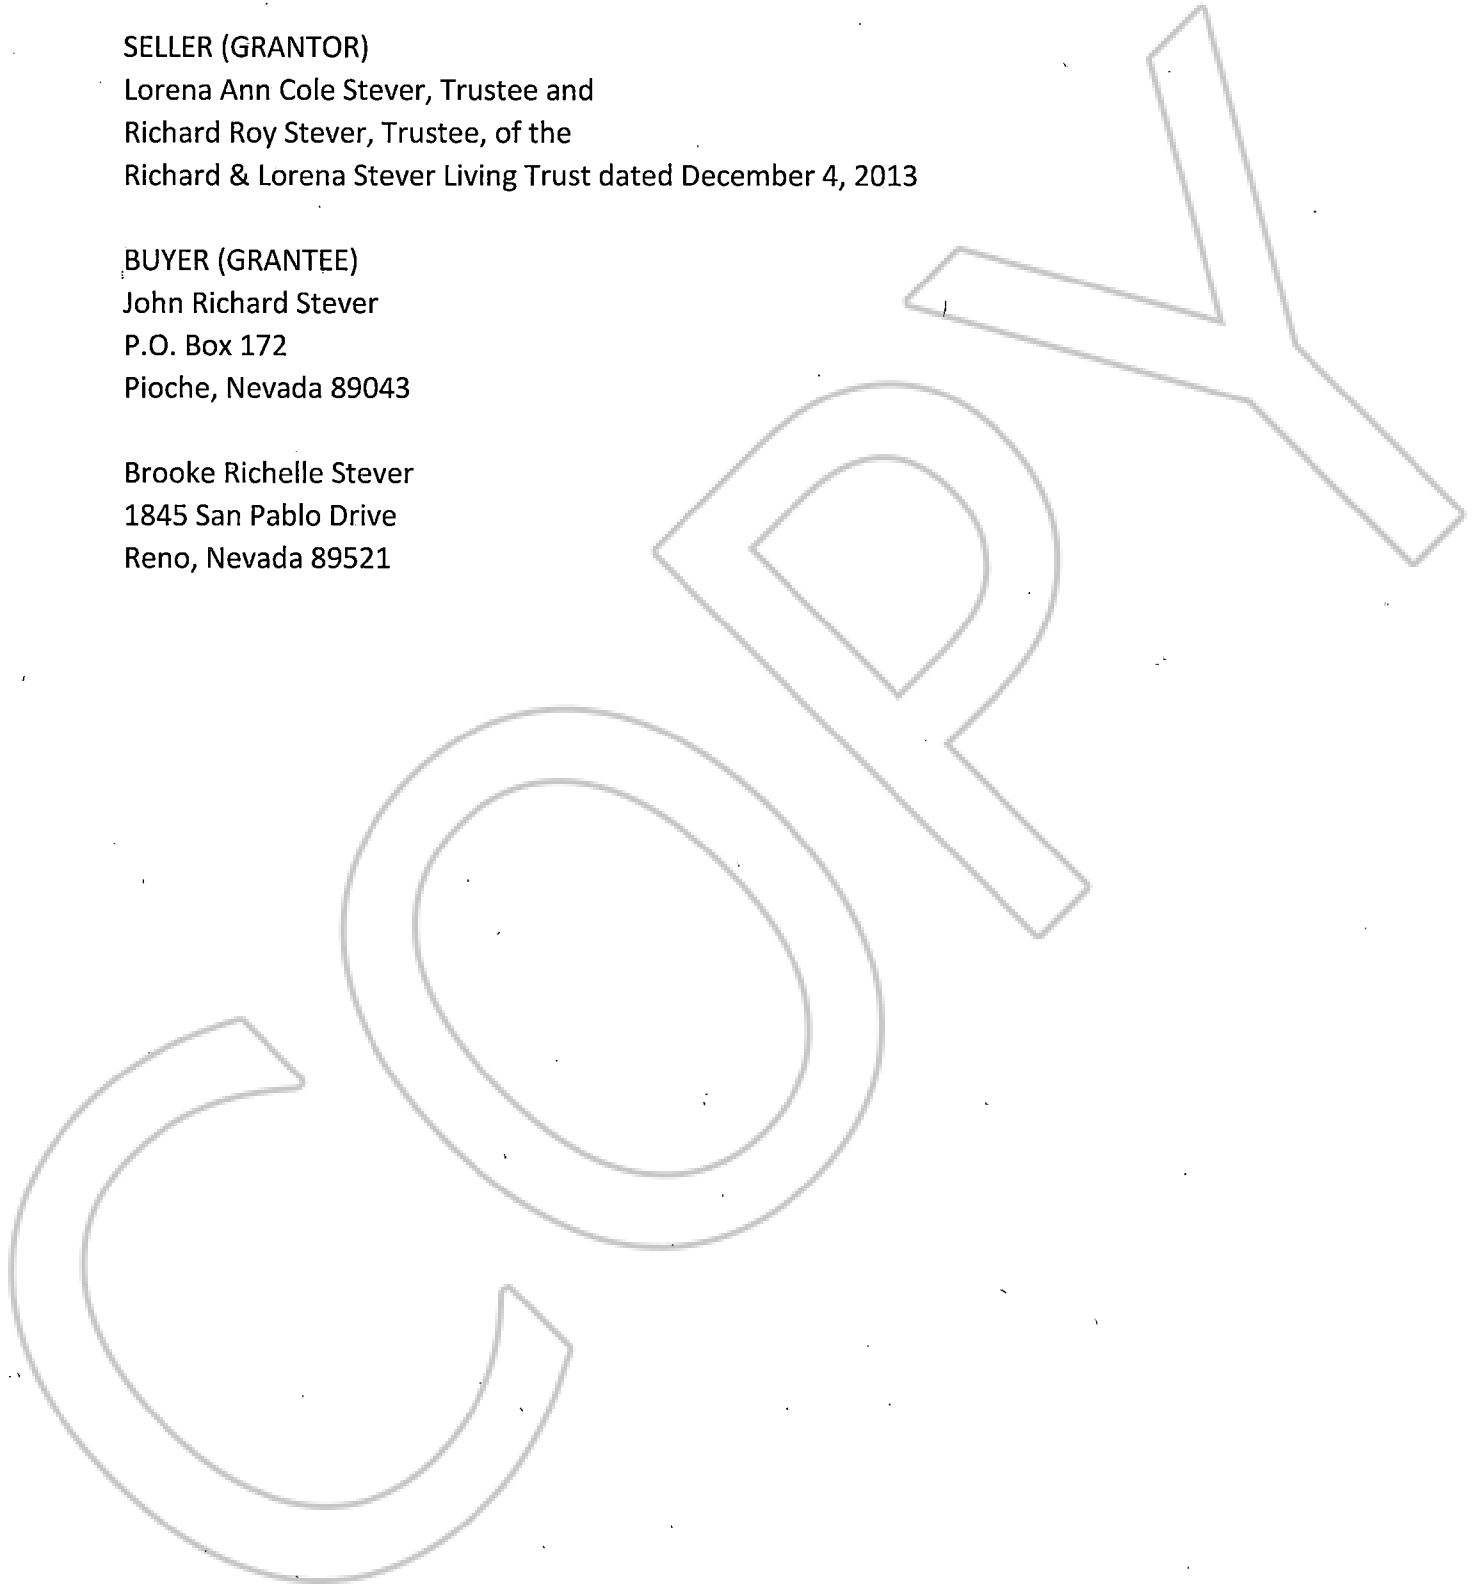 SELLER (GRANTOR)
Lorena Ann Cole Stever, Trustee and
Richard Roy Stever, Trustee, of the
Richard & Lorena Stever Living Trust dated December 4, 2013
BUYER (GRANTEE)
John Richard Stever
P.O. Box 172
Pioche, Nevada 89043
Brooke Richelle Stever
1845 San Pablo Drive
Reno, Nevada 89521
COPY